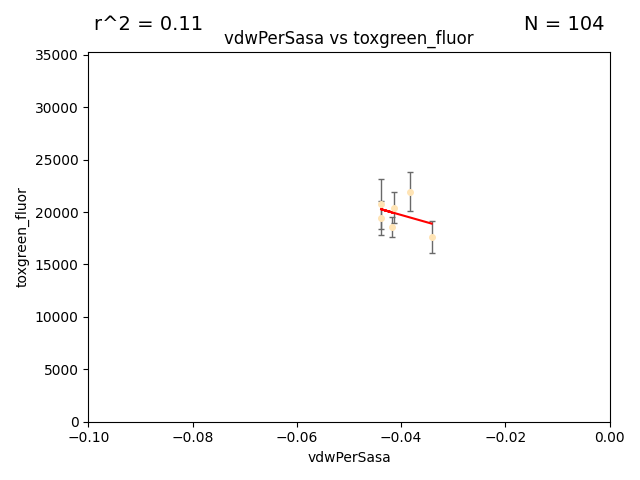 r^2 = 0.11
N = 104
vdwPerSasa vs toxgreen_fluor
35000
30000
25000
20000
15000
10000
5000
0
toxgreen_fluor
−0.10
−0.08
−0.06
−0.04
−0.02
0.00
vdwPerSasa